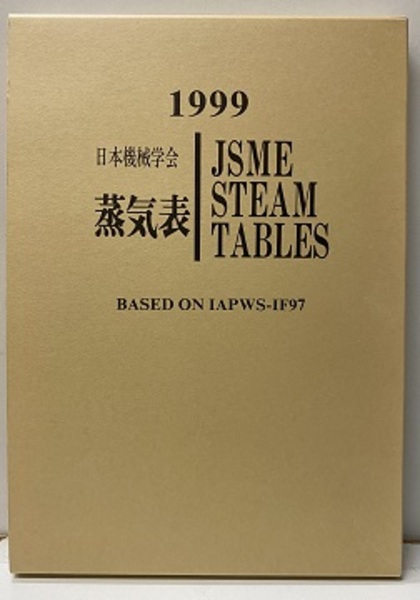 1999
日本機械学会
蒸気表
JSME
STEAM
TABLES
BASED ON IAPWS-IF97